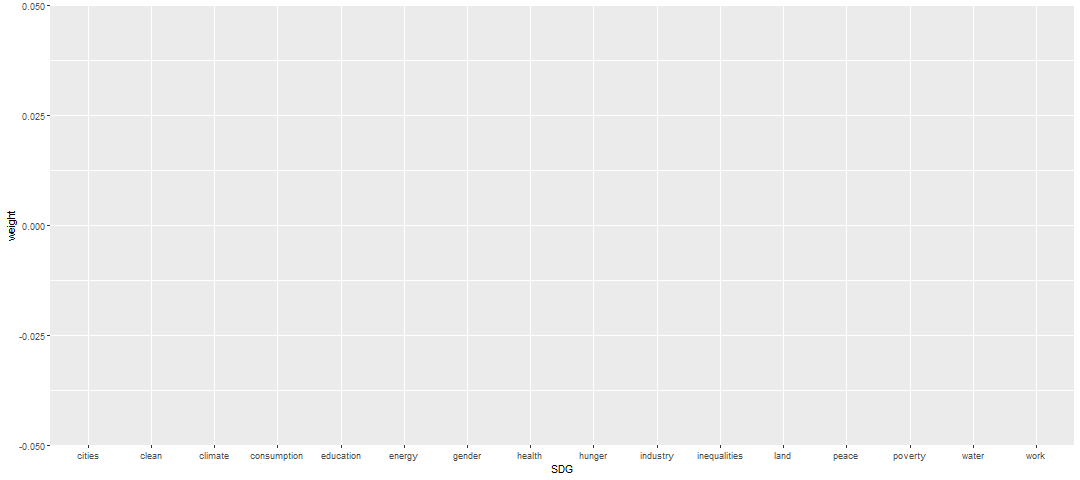 0.050
0.025
0.000
-0.025
-0.050
weight
cities clean climate consumption education energy gender health hunger industry inequalities land peace poverty water work
SDG